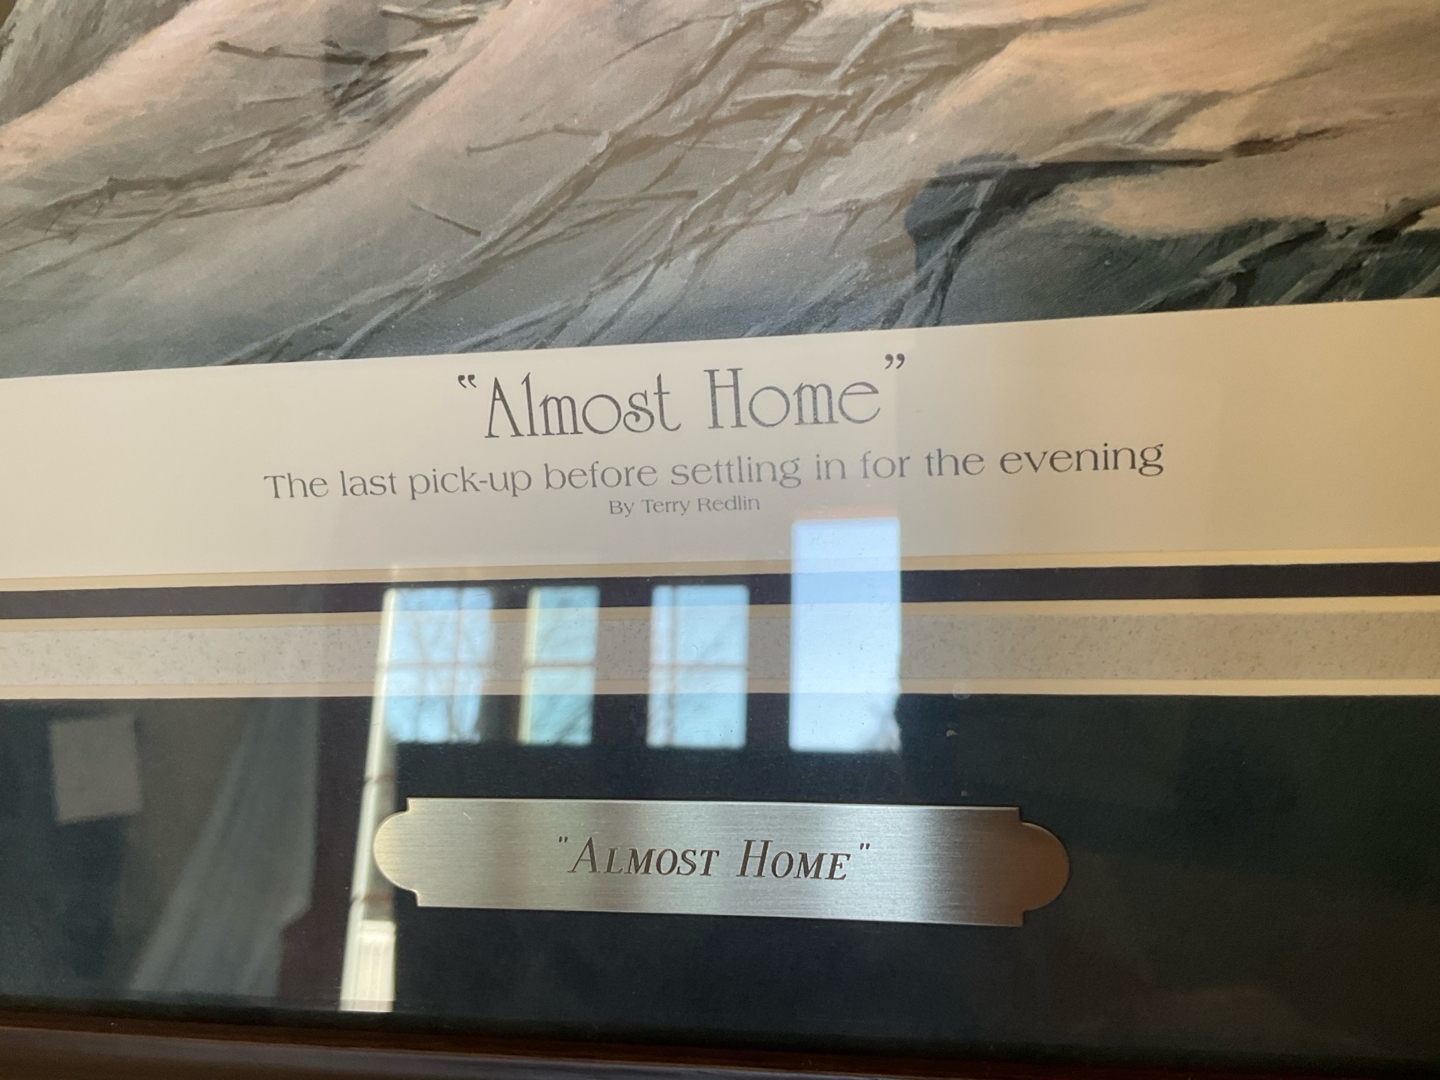 “Almost Home”
The last pick-up before settling in for the evening
By Terry Redlin
"ALMOST HOME"